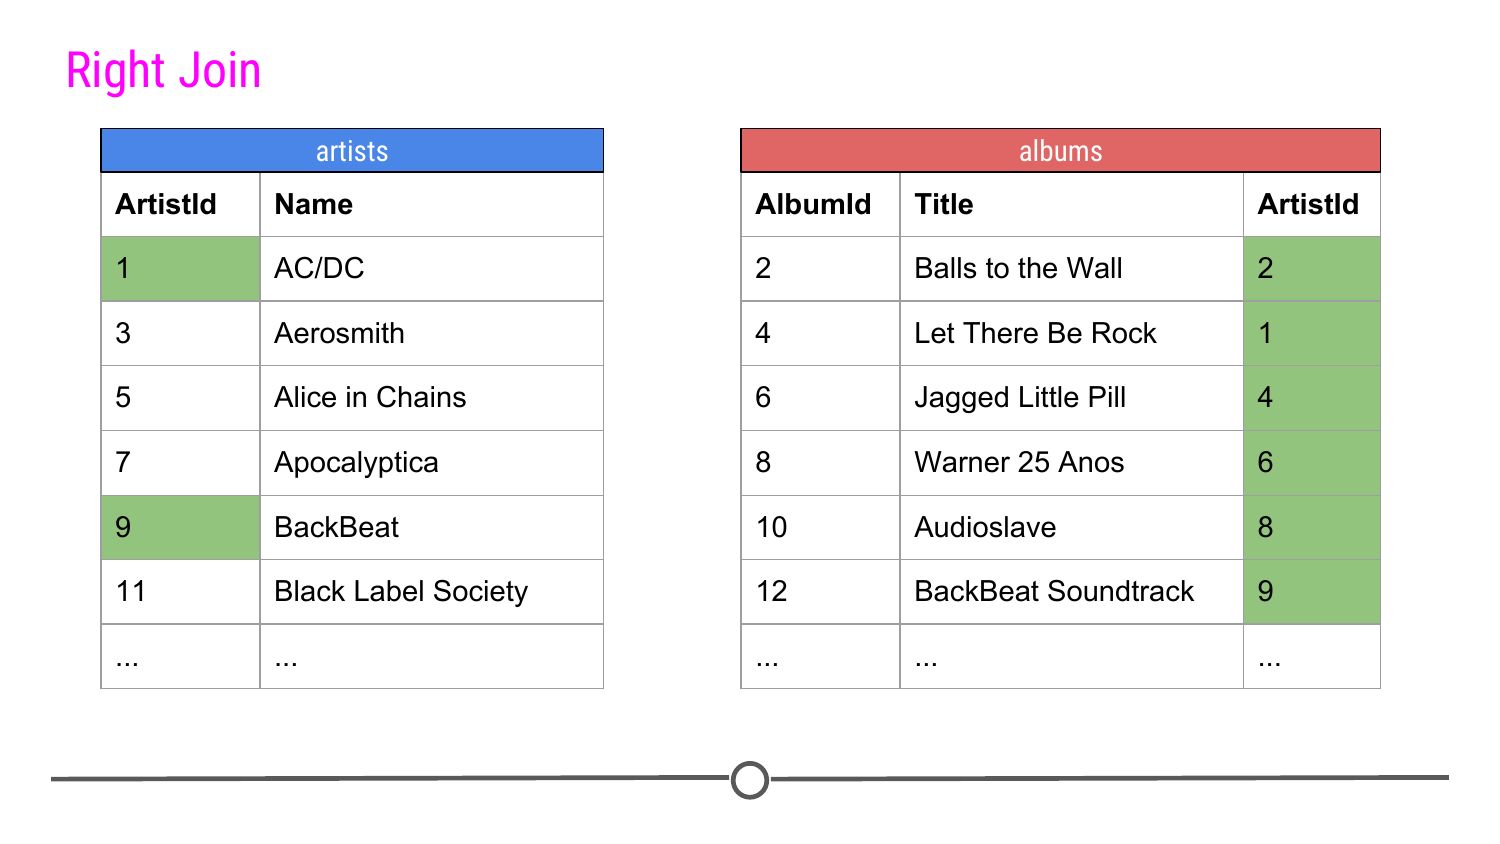 Right Join
artists
ArtistId Name
1 AC/DC
3 Aerosmith
5 Alice in Chains
7 Apocalyptica
9 BackBeat
11 Black Label Society
... ...
albums
AlbumId Title ArtistId
2 Balls to the Wall 2
4 Let There Be Rock 1
6 Jagged Little Pill 4
8 Warner 25 Anos 6
10 Audioslave 8
12 BackBeat Soundtrack 9
... ... ...